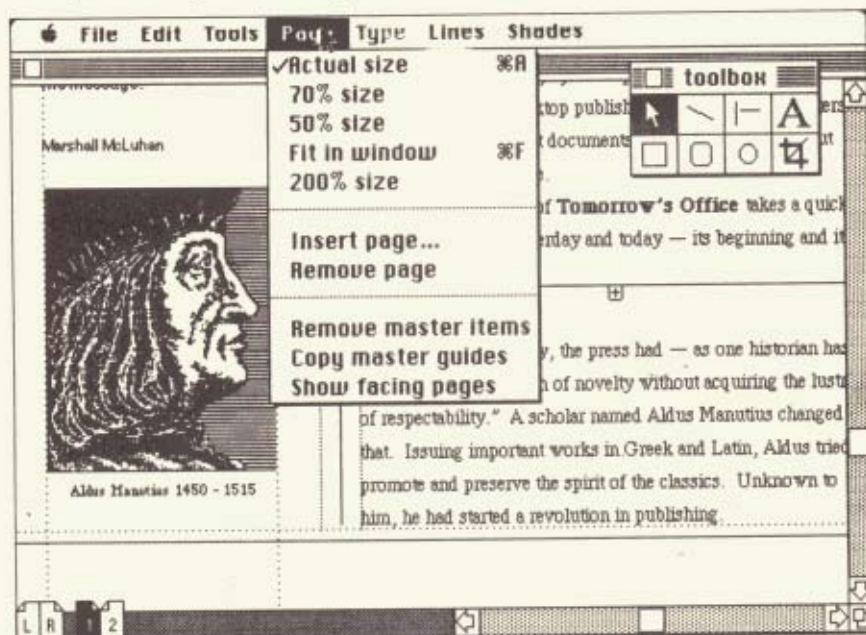 File Edit Tools Page Type Lines Shades
✓Actual size ⌘A
70% size
50% size
Fit in window ⌘F
200% size
Insert page...
Remove page
Remove master items
Copy master guides
Show facing pages
toolbox
A
Marshall McLuhan
Aldus Manutius 1450 - 1515
top publish
documents
of Tomorrow's Office takes a quick
erday and today — its beginning and it
y, the press had — as one historian has
n of novelty without acquiring the lust
of respectability." A scholar named Aldus Manutius changed
that. Issuing important works in Greek and Latin, Aldus tried
promote and preserve the spirit of the classics. Unknown to
him, he had started a revolution in publishing.
L R 1 2